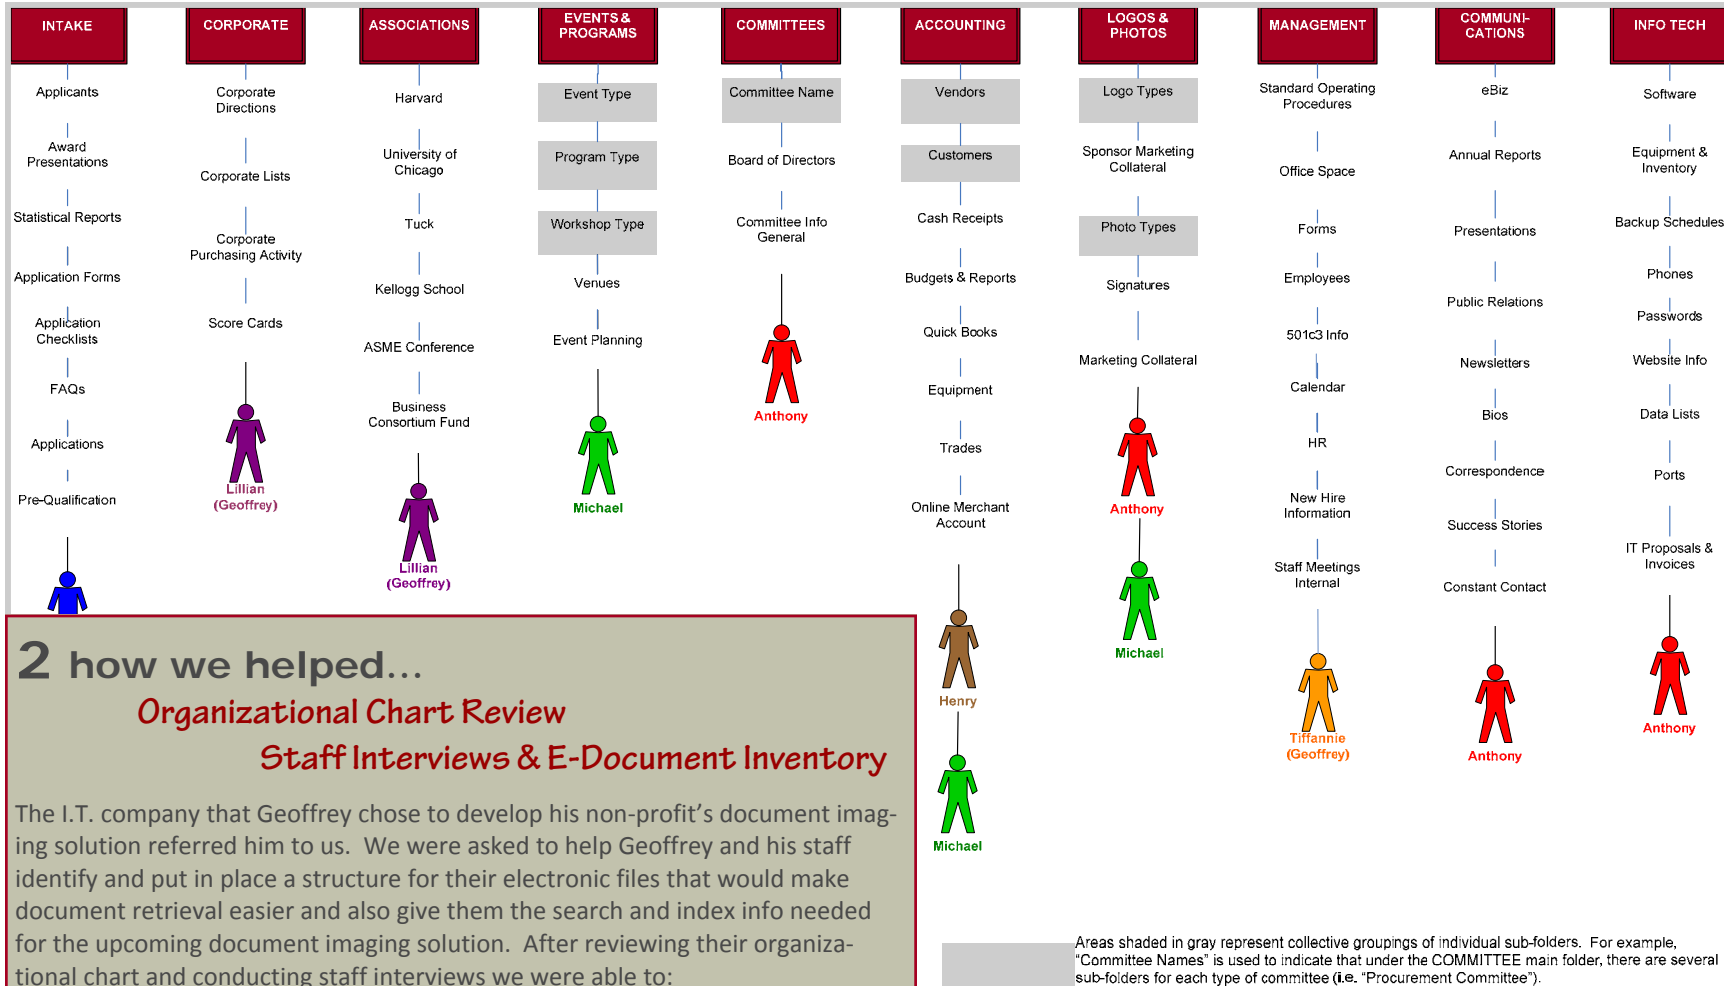 INTAKE
Applicants
Award
Presentations
Statistical Reports
Application Forms
Application
Checklists
FAQs
Applications
Pre-Qualification
CORPORATE
Corporate
Directions
Corporate Lists
Corporate
Purchasing Activity
Score Cards
Lillian
(Geoffrey)
ASSOCIATIONS
Harvard
University of
Chicago
Tuck
Kellogg School
ASME Conference
Business
Consortium Fund
Lillian
(Geoffrey)
EVENTS &
PROGRAMS
Event Type
Program Type
Workshop Type
Venues
Event Planning
Michael
COMMITTEES
Committee Name
Board of Directors
Committee Info
General
Anthony
ACCOUNTING
Vendors
Customers
Cash Receipts
Budgets & Reports
Quick Books
Equipment
Trades
Online Merchant
Account
Henry
Michael
LOGOS &
PHOTOS
Logo Types
Sponsor Marketing
Collateral
Photo Types
Signatures
Marketing Collateral
Anthony
Michael
MANAGEMENT
Standard Operating
Procedures
Office Space
Forms
Employees
501c3 Info
Calendar
HR
New Hire
Information
Staff Meetings
Internal
Tiffannie
(Geoffrey)
COMMUNI-
CATIONS
eBiz
Annual Reports
Presentations
Public Relations
Newsletters
Bios
Correspondence
Success Stories
Constant Contact
Anthony
INFO TECH
Software
Equipment &
Inventory
Backup Schedules
Phones
Passwords
Website Info
Data Lists
Ports
IT Proposals &
Invoices
Anthony
2 how we helped...
Organizational Chart Review
Staff Interviews & E-Document Inventory
The I.T. company that Geoffrey chose to develop his non-profit's document imag-
ing solution referred him to us.  We were asked to help Geoffrey and his staff
identify and put in place a structure for their electronic files that would make
document retrieval easier and also give them the search and index info needed
for the upcoming document imaging solution.  After reviewing their organiza-
tional chart and conducting staff interviews we were able to:
Areas shaded in gray represent collective groupings of individual sub-folders.  For example,
"Committee Names" is used to indicate that under the COMMITTEE main folder, there are several
sub-folders for each type of committee (i.e. "Procurement Committee").